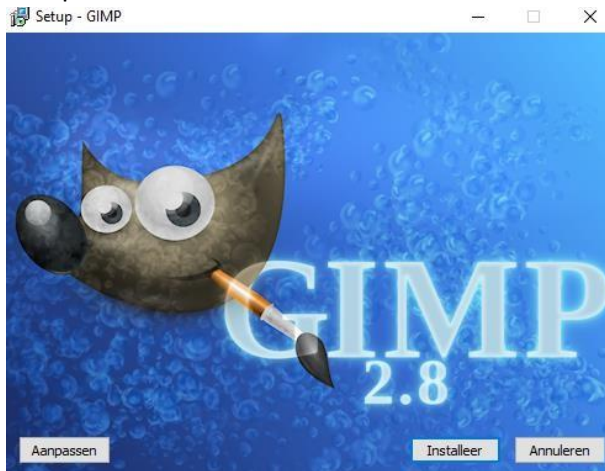 Setup - GIMP
GIMP
2.8
Aanpassen
Installeer
Annuleren